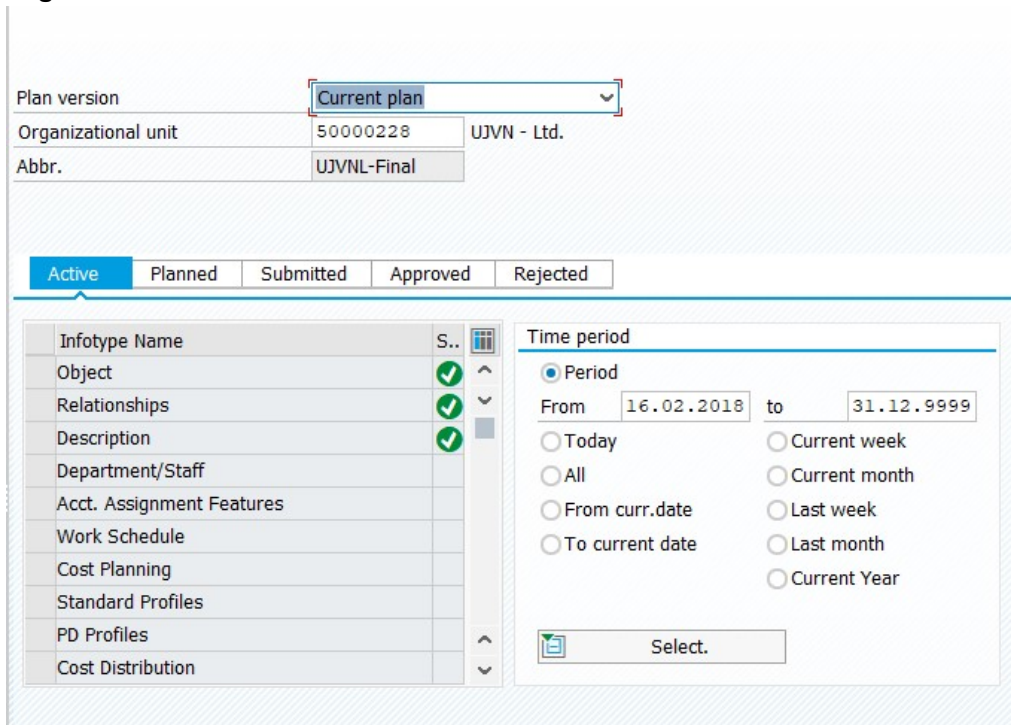 Plan version Current plan
Organizational unit 50000228 UJVN - Ltd.
Abbr. UJVNL-Final
Active Planned Submitted Approved Rejected
Infotype Name S..
Object
Relationships
Description
Department/Staff
Acct. Assignment Features
Work Schedule
Cost Planning
Standard Profiles
PD Profiles
Cost Distribution
Time period
Period
From 16.02.2018 to 31.12.9999
Today Current week
All Current month
From curr.date Last week
To current date Last month
Current Year
Select.